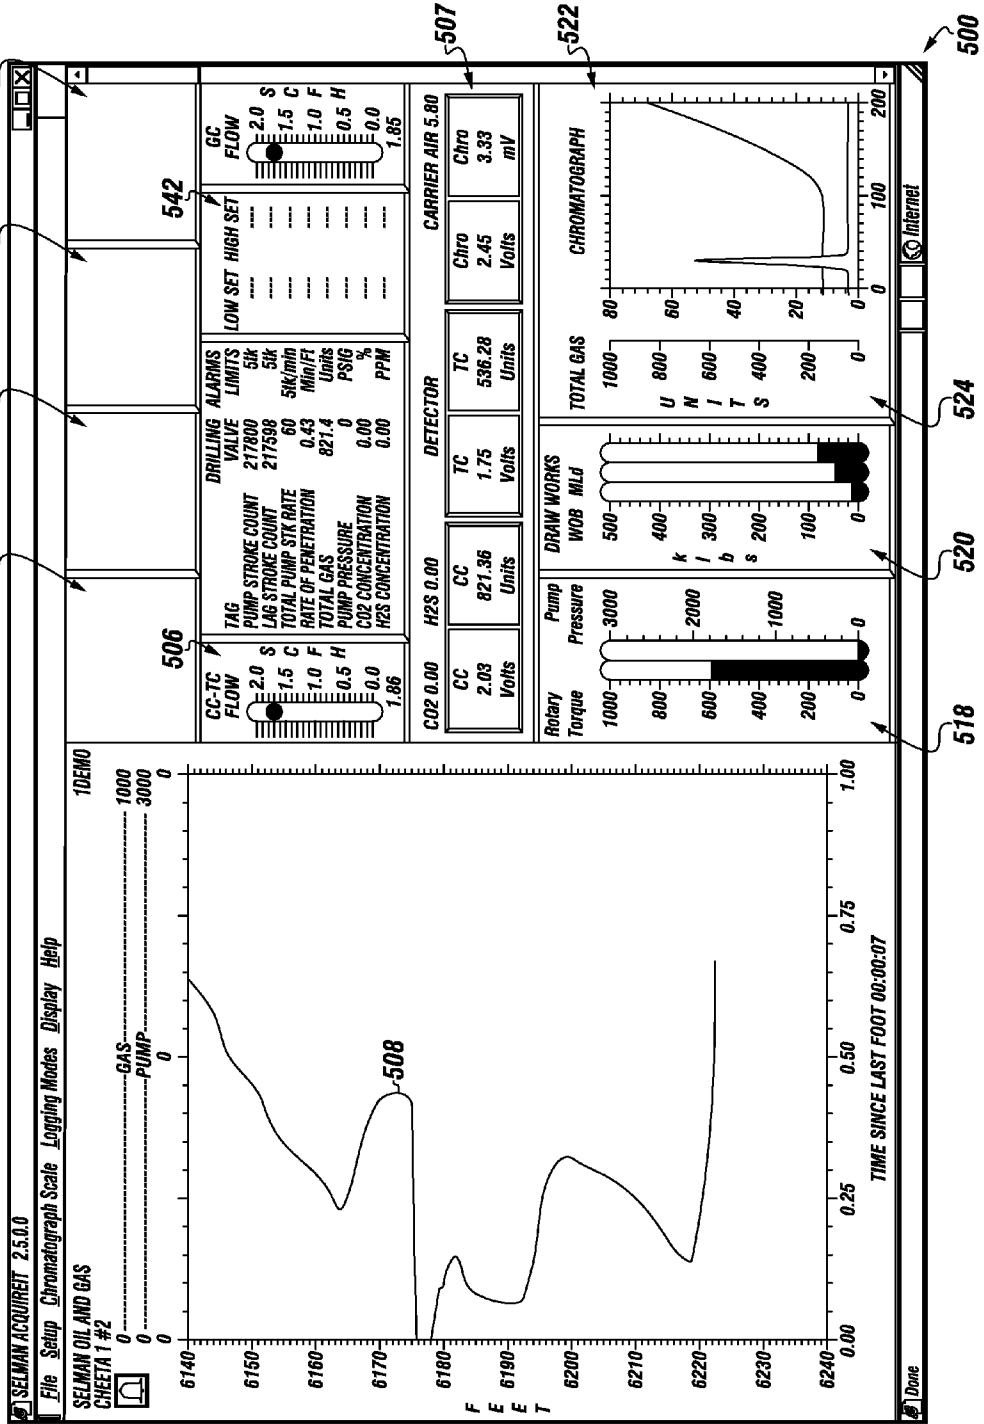 SELMAN ACQUIREIT 2.5.0.0
File Setup Chromatograph Scale Logging Modes Display Help
SELMAN OIL AND GAS 1DEMO
CHEETA 1 #2
0 GAS 1000
0 PUMP 3000
0 0 0
6140
6150
6160
6170
6180
6190
6200
6210
6220
6230
6240
FEET
508
0.00 0.25 0.50 0.75 1.00
TIME SINCE LAST FOOT 00:00:07
506
CC-TC
FLOW
2.0 S
1.5 C
1.0 F
0.5 H
0.0
1.86
DRILLING ALARMS
TAG VALVE LIMITS
PUMP STROKE COUNT 217800 5tk
LAG STROKE COUNT 217598 5tk
TOTAL PUMP STK RATE 60 5tk/min
RATE OF PENETRATION 0.43 Min/Ft
TOTAL GAS 821.4 Units
PUMP PRESSURE 0 PSIG
CO2 CONCENTRATION 0.00 %
H2S CONCENTRATION 0.00 PPM
542
LOW SET HIGH SET
---- ----
---- ----
---- ----
---- ----
---- ----
---- ----
---- ----
---- ----
GC
FLOW
2.0 S
1.5 C
1.0 F
0.5 H
0.0
1.85
507
CO2 0.00 H2S 0.00 DETECTOR CARRIER AIR 5.80
CC
2.03
Volts
CC
821.36
Units
TC
1.75
Volts
TC
536.28
Units
Chro
2.45
Volts
Chro
3.33
mV
Rotary Pump
Torque Pressure
1000 3000
800
600 2000
400 1000
200
0 0
518
DRAW WORKS
WOB MLd
500
400
300
200
100
0
klbs
520
TOTAL GAS
1000
800
600
400
200
0
UNITS
524
CHROMATOGRAPH
522
80
60
40
20
0
0 100 200
Done
Internet
500